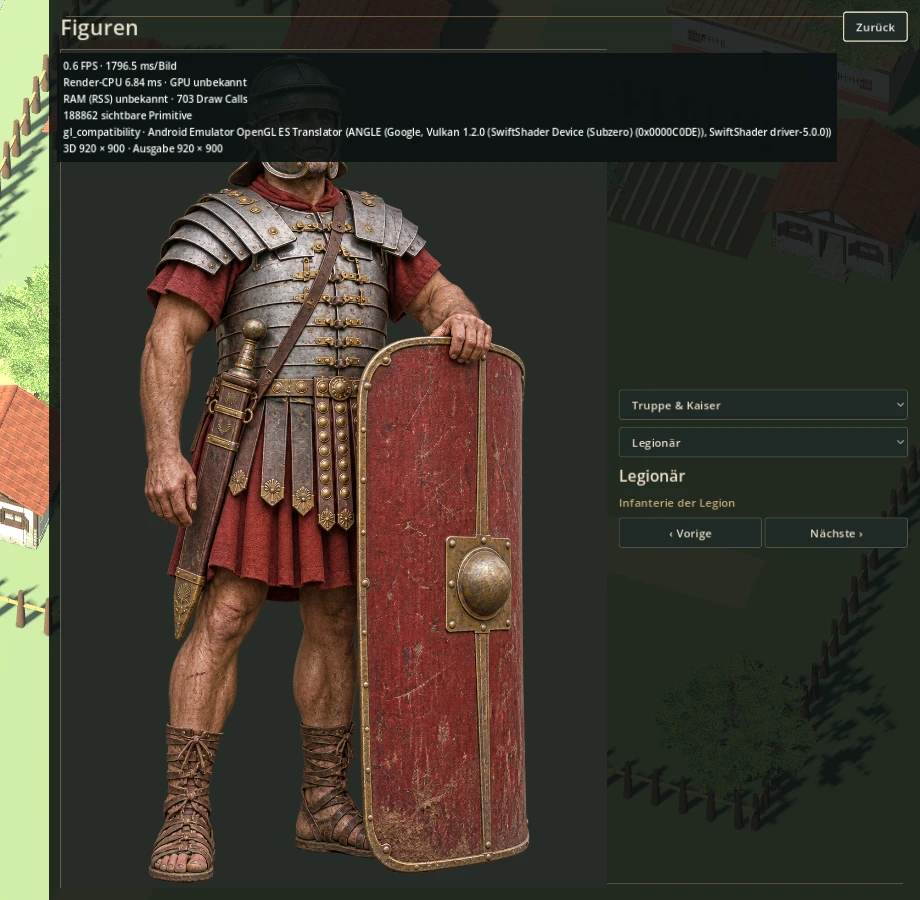 Figuren
Zurück
0.6 FPS · 1796.5 ms/Bild
Render-CPU 6.84 ms · GPU unbekannt
RAM (RSS) unbekannt · 703 Draw Calls
188862 sichtbare Primitive
gl_compatibility · Android Emulator OpenGL ES Translator (ANGLE (Google, Vulkan 1.2.0 (SwiftShader Device (Subzero) (0x0000C0DE)), SwiftShader driver-5.0.0))
3D 920 × 900 · Ausgabe 920 × 900
Truppe & Kaiser
Legionär
Legionär
Infanterie der Legion
‹ Vorige
Nächste ›